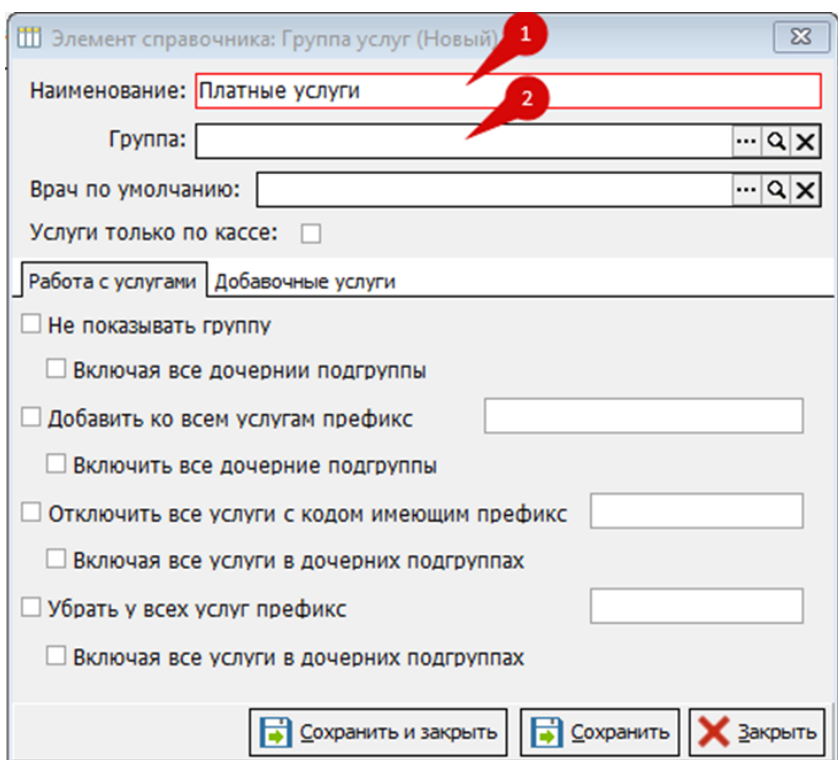 Элемент справочника: Группа услуг (Новый)
1
Наименование: Платные услуги
2
Группа:
Врач по умолчанию:
Услуги только по кассе:
Работа с услугами Добавочные услуги
Не показывать группу
Включая все дочернии подгруппы
Добавить ко всем услугам префикс
Включить все дочерние подгруппы
Отключить все услуги с кодом имеющим префикс
Включая все услуги в дочерних подгруппах
Убрать у всех услуг префикс
Включая все услуги в дочерних подгруппах
Сохранить и закрыть Сохранить Закрыть